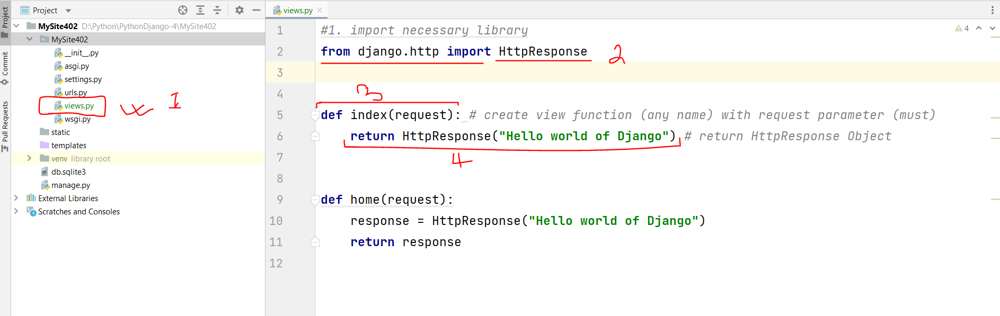 Project
Commit
Pull Requests
Project
MySite402 D:\Python\PythonDjango-4\MySite402
MySite402
__init__.py
asgi.py
settings.py
urls.py
views.py
1
wsgi.py
static
templates
venv library root
db.sqlite3
manage.py
External Libraries
Scratches and Consoles
views.py
4
1 #1. import necessary library
2 from django.http import HttpResponse 2
3
4
3
5 def index(request): # create view function (any name) with request parameter (must)
6 return HttpResponse("Hello world of Django") # return HttpResponse Object
7
4
8
9 def home(request):
10 response = HttpResponse("Hello world of Django")
11 return response
12